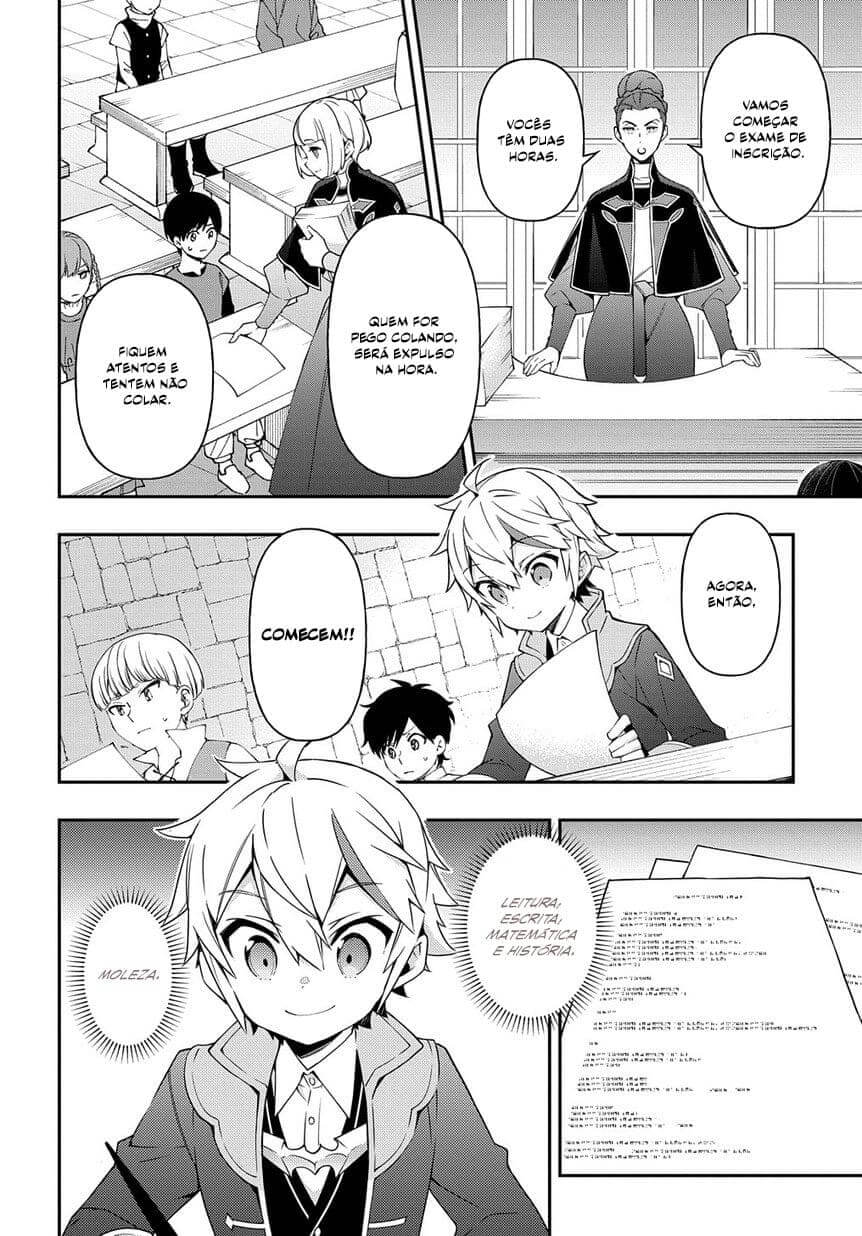 VAMOS
COMEÇAR
O EXAME DE
INSCRIÇÃO.
VOCÊS
TÊM DUAS
HORAS.
QUEM FOR
PEGO COLANDO,
SERÁ EXPULSO
NA HORA.
FIQUEM
ATENTOS E
TENTEM NÃO
COLAR.
AGORA,
ENTÃO,
COMECEM!!
LEITURA,
ESCRITA,
MATEMÁTICA
E HISTÓRIA.
MOLEZA.